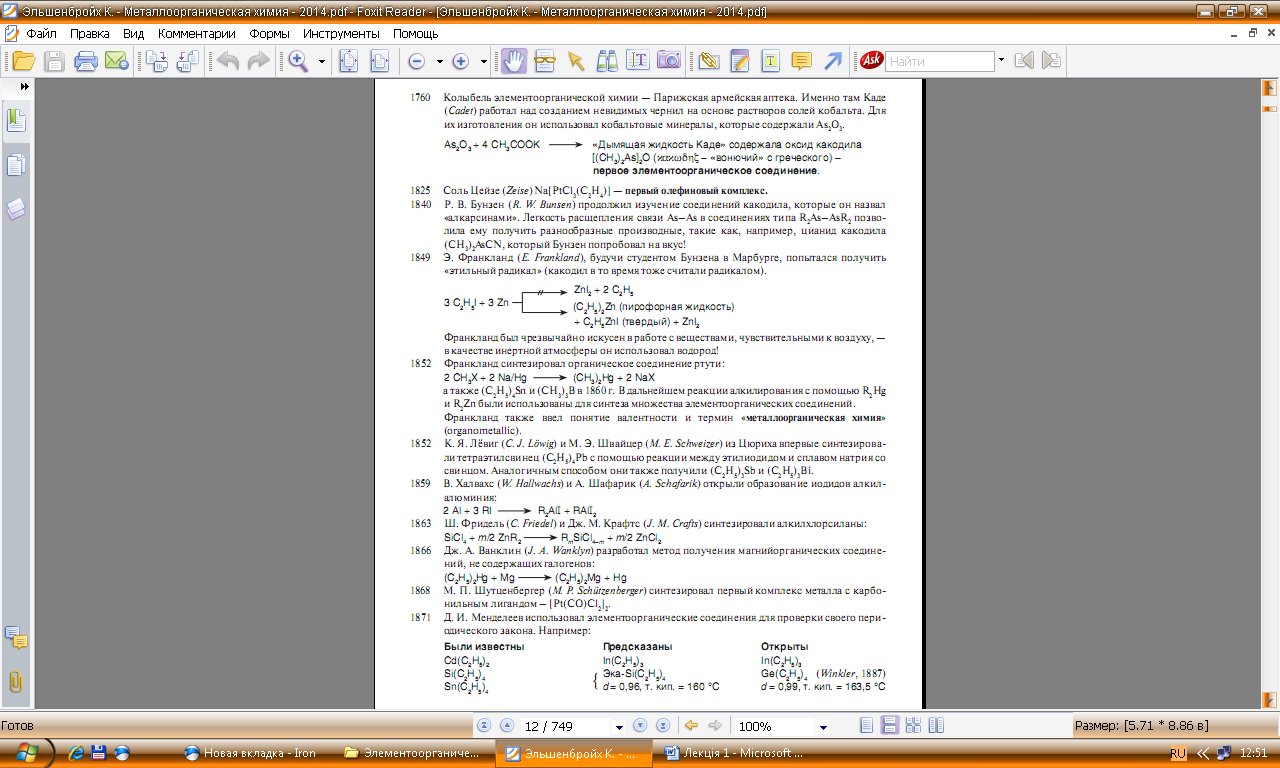 Эльшенбройх К. - Металлоорганическая химия - 2014.pdf - Foxit Reader - [Эльшенбройх К. - Металлоорганическая химия - 2014.pdf]
Файл Правка Вид Комментарии Формы Инструменты Помощь
Ask Найти
1760 Колыбель элементоорганической химии — Парижская армейская аптека. Именно там Каде
(Cadet) работал над созданием невидимых чернил на основе растворов солей кобальта. Для
их изготовления он использовал кобальтовые минералы, которые содержали As₂O₃.
As₂O₃ + 4 CH₃COOK ⟶ «Дымящая жидкость Каде» содержала оксид какодила
[(CH₃)₂As]₂O (κακωδης – «вонючий» с греческого) –
первое элементоорганическое соединение.
1825 Соль Цейзе (Zeise) Na[PtCl₃(C₂H₄)] — первый олефиновый комплекс.
1840 Р. В. Бунзен (R. W. Bunsen) продолжил изучение соединений какодила, которые он назвал
«алкарсинами». Легкость расщепления связи As–As в соединениях типа R₂As–AsR₂ позво-
лила ему получить разнообразные производные, такие как, например, цианид какодила
(CH₃)₂AsCN, который Бунзен попробовал на вкус!
1849 Э. Франкланд (E. Frankland), будучи студентом Бунзена в Марбурге, попытался получить
«этильный радикал» (какодил в то время тоже считали радикалом).
ZnI₂ + 2 C₂H₅
3 C₂H₅I + 3 Zn
(C₂H₅)₂Zn (пирофорная жидкость)
+ C₂H₅ZnI (твердый) + ZnI₂
Франкланд был чрезвычайно искусен в работе с веществами, чувствительными к воздуху, —
в качестве инертной атмосферы он использовал водород!
1852 Франкланд синтезировал органическое соединение ртути:
2 CH₃X + 2 Na/Hg ⟶ (CH₃)₂Hg + 2 NaX
а также (C₂H₅)₄Sn и (CH₃)₃B в 1860 г. В дальнейшем реакции алкилирования с помощью R₂Hg
и R₂Zn были использованы для синтеза множества элементоорганических соединений.
Франкланд также ввел понятие валентности и термин «металлоорганическая химия»
(organometallic).
1852 К. Я. Лёвиг (C. J. Löwig) и М. Э. Швайцер (M. E. Schweizer) из Цюриха впервые синтезирова-
ли тетраэтилсвинец (C₂H₅)₄Pb с помощью реакции между этилиодидом и сплавом натрия со
свинцом. Аналогичным способом они также получили (C₂H₅)₃Sb и (C₂H₅)₃Bi.
1859 В. Халвахс (W. Hallwachs) и А. Шафарик (A. Schafarik) открыли образование иодидов алкил-
алюминия:
2 Al + 3 RI ⟶ R₂AlI + RAlI₂
1863 Ш. Фридель (C. Friedel) и Дж. М. Крафтс (J. M. Crafts) синтезировали алкилхлорсиланы:
SiCl₄ + m/2 ZnR₂ ⟶ RₘSiCl₄₋ₘ + m/2 ZnCl₂
1866 Дж. А. Ванклин (J. A. Wanklyn) разработал метод получения магнийорганических соедине-
ний, не содержащих галогенов:
(C₂H₅)₂Hg + Mg ⟶ (C₂H₅)₂Mg + Hg
1868 М. П. Шутценбергер (M. P. Schützenberger) синтезировал первый комплекс металла с карбо-
нильным лигандом – [Pt(CO)Cl₂]₂.
1871 Д. И. Менделеев использовал элементоорганические соединения для проверки своего пери-
одического закона. Например:
Были известны Предсказаны Открыты
Cd(C₂H₅)₂ In(C₂H₅)₃ In(C₂H₅)₃
Si(C₂H₅)₄ Эка-Si(C₂H₅)₄ Ge(C₂H₅)₄ (Winkler, 1887)
Sn(C₂H₅)₄ d = 0,96, т. кип. = 160 °C d = 0,99, т. кип. = 163,5 °C
Готов 12 / 749 100% Размер: [5.71 * 8.86 в]
Новая вкладка - Iron Элементоорганиче... Эльшенбройх К. - ... Лекція 1 - Microsoft ... RU 12:51